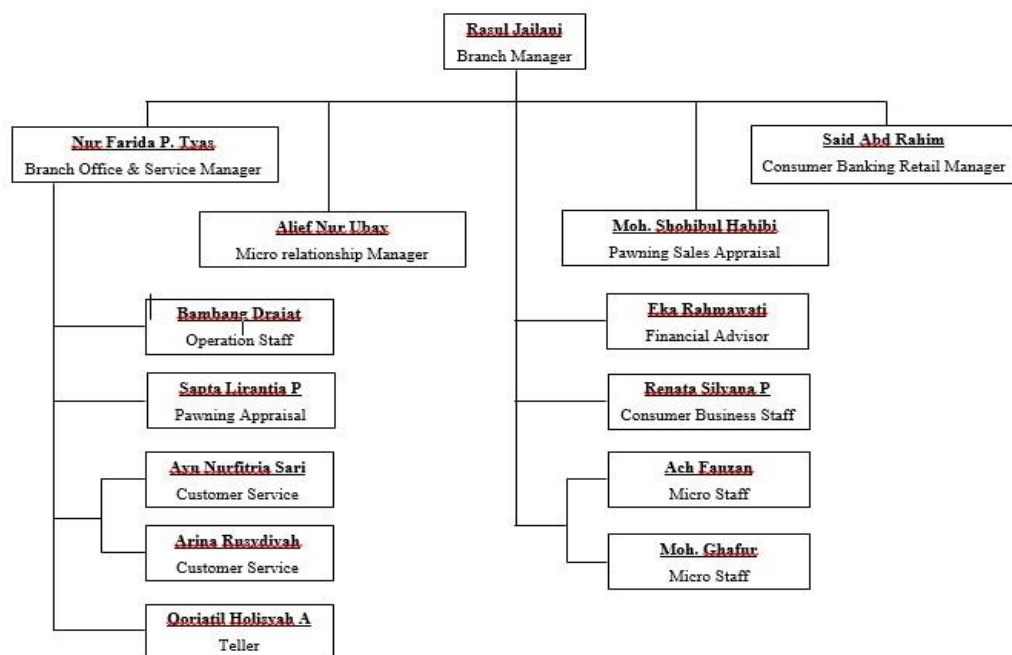 Rasul Jailani
Branch Manager
Nur Farida P. Tyas
Branch Office & Service Manager
Said Abd Rahim
Consumer Banking Retail Manager
Alief Nur Ubay
Micro relationship Manager
Moh. Shohibul Habibi
Pawning Sales Appraisal
Bambang Drajat
Operation Staff
Eka Rahmawati
Financial Advisor
Sapta Lirantia P
Pawning Appraisal
Renata Silvana P
Consumer Business Staff
Ayu Nurfitria Sari
Customer Service
Ach Fauzan
Micro Staff
Arina Rusydiyah
Customer Service
Moh. Ghafur
Micro Staff
Qoriatil Holisyah A
Teller